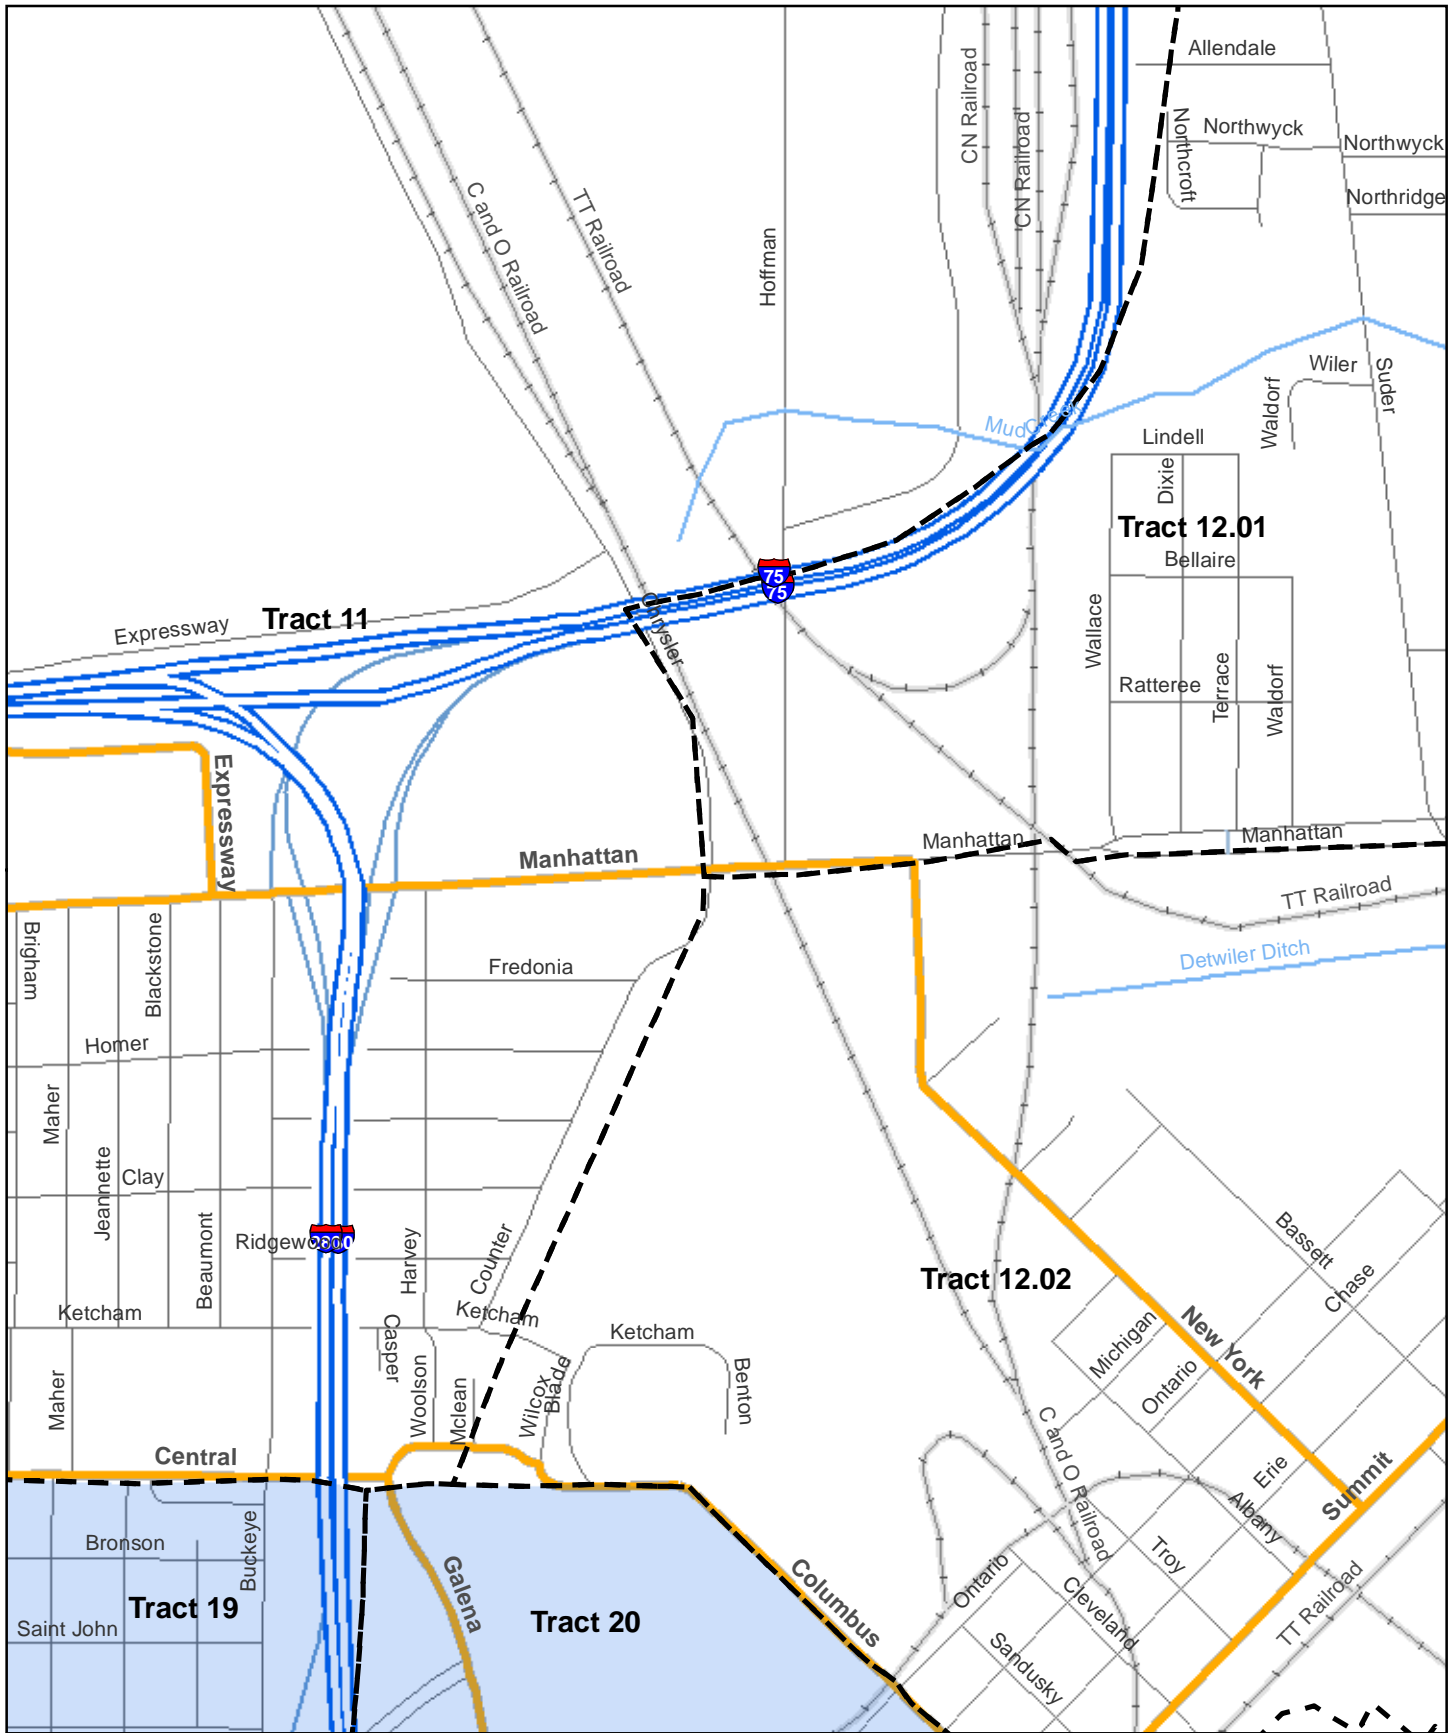 Allendale
CN Railroad
CN Railroad
Northcroft
Northwyck
Northwyck
Northridge
C and O Railroad
TT Railroad
Hoffman
Wiler
Suder
Waldorf
Mud Creek
Lindell
Dixie
Tract 12.01
Bellaire
75
75
Chrysler
Tract 11
Expressway
Wallace
Ratteree
Terrace
Waldorf
Expressway
Manhattan
Manhattan
Manhattan
TT Railroad
Detwiler Ditch
Brigham
Blackstone
Fredonia
Homer
Maher
Jeannette
Clay
Beaumont
Ridgewood
Harvey
Counter
Tract 12.02
Bassett
Chase
Ketcham
Ketcham
Ketcham
Casper
Woolson
Mclean
Wilcox
Blade
Benton
Michigan
Ontario
New York
Maher
Central
C and O Railroad
Erie
Albany
Summit
Bronson
Buckeye
Galena
Columbus
Ontario
Troy
Cleveland
TT Railroad
Tract 19
Tract 20
Saint John
Sandusky